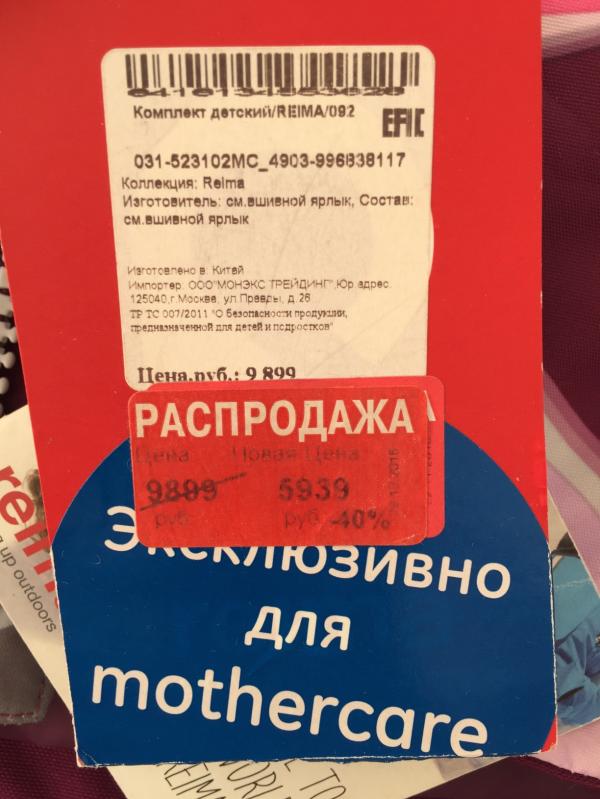 Комплект детский/REIMA/092
EAC
031-523102MC_4903-996838117
Коллекция: Reima
Изготовитель: см.вшивной ярлык, Состав:
см.вшивной ярлык
Изготовлено в: Китай
Импортер: ООО"МОНЭКС ТРЕЙДИНГ",Юр.адрес:
125040,г.Москва, ул.Правды, д.26
ТР ТС 007/2011 "О безопасности продукции,
предназначенной для детей и подростков"
Цена,руб.: 9 899
РАСПРОДАЖА
Цена Новая Цена
9899 5939
руб. руб. -40%
Эксклюзивно
для
mothercare
reima
g up outdoors